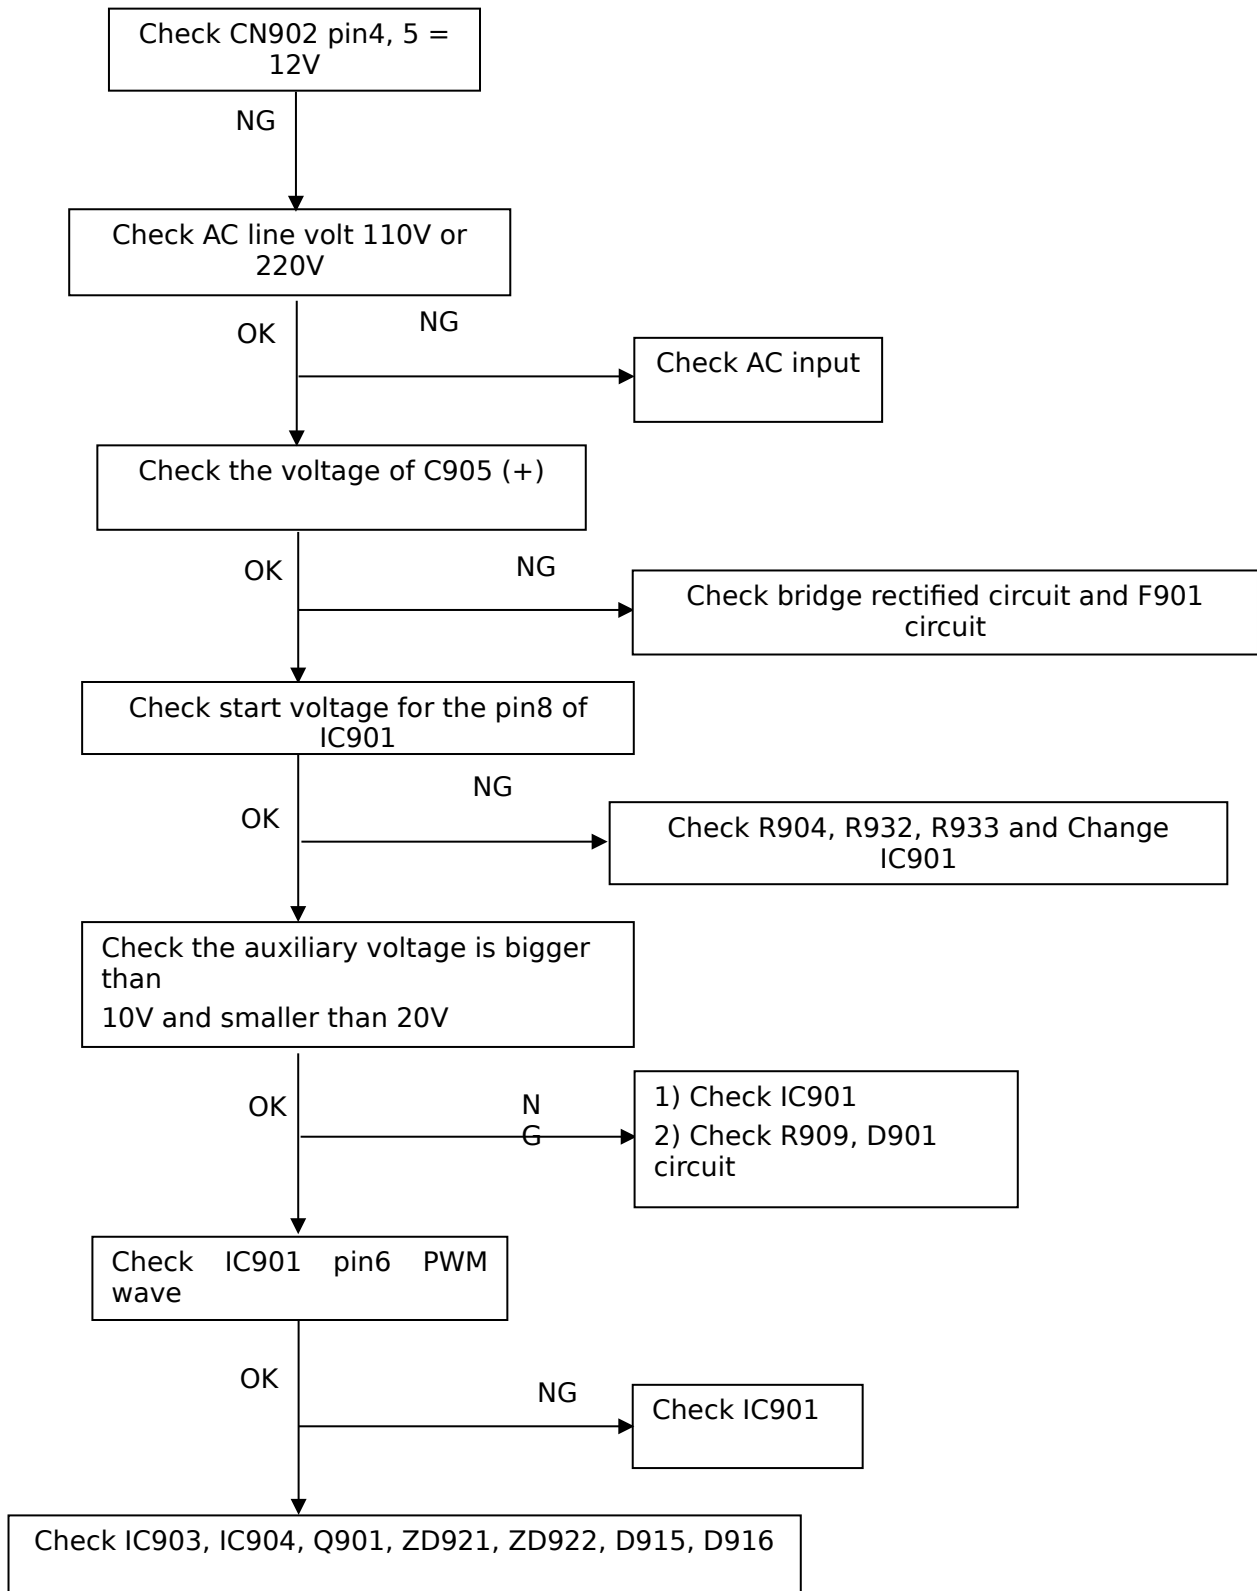 Check CN902 pin4, 5 =
12V
NG
Check AC line volt 110V or
220V
OK
NG
Check AC input
Check the voltage of C905 (+)
OK
NG
Check bridge rectified circuit and F901
circuit
Check start voltage for the pin8 of
IC901
OK
NG
Check R904, R932, R933 and Change
IC901
Check the auxiliary voltage is bigger
than
10V and smaller than 20V
OK
N
G
1) Check IC901
2) Check R909, D901
circuit
Check IC901 pin6 PWM
wave
OK
NG
Check IC901
Check IC903, IC904, Q901, ZD921, ZD922, D915, D916